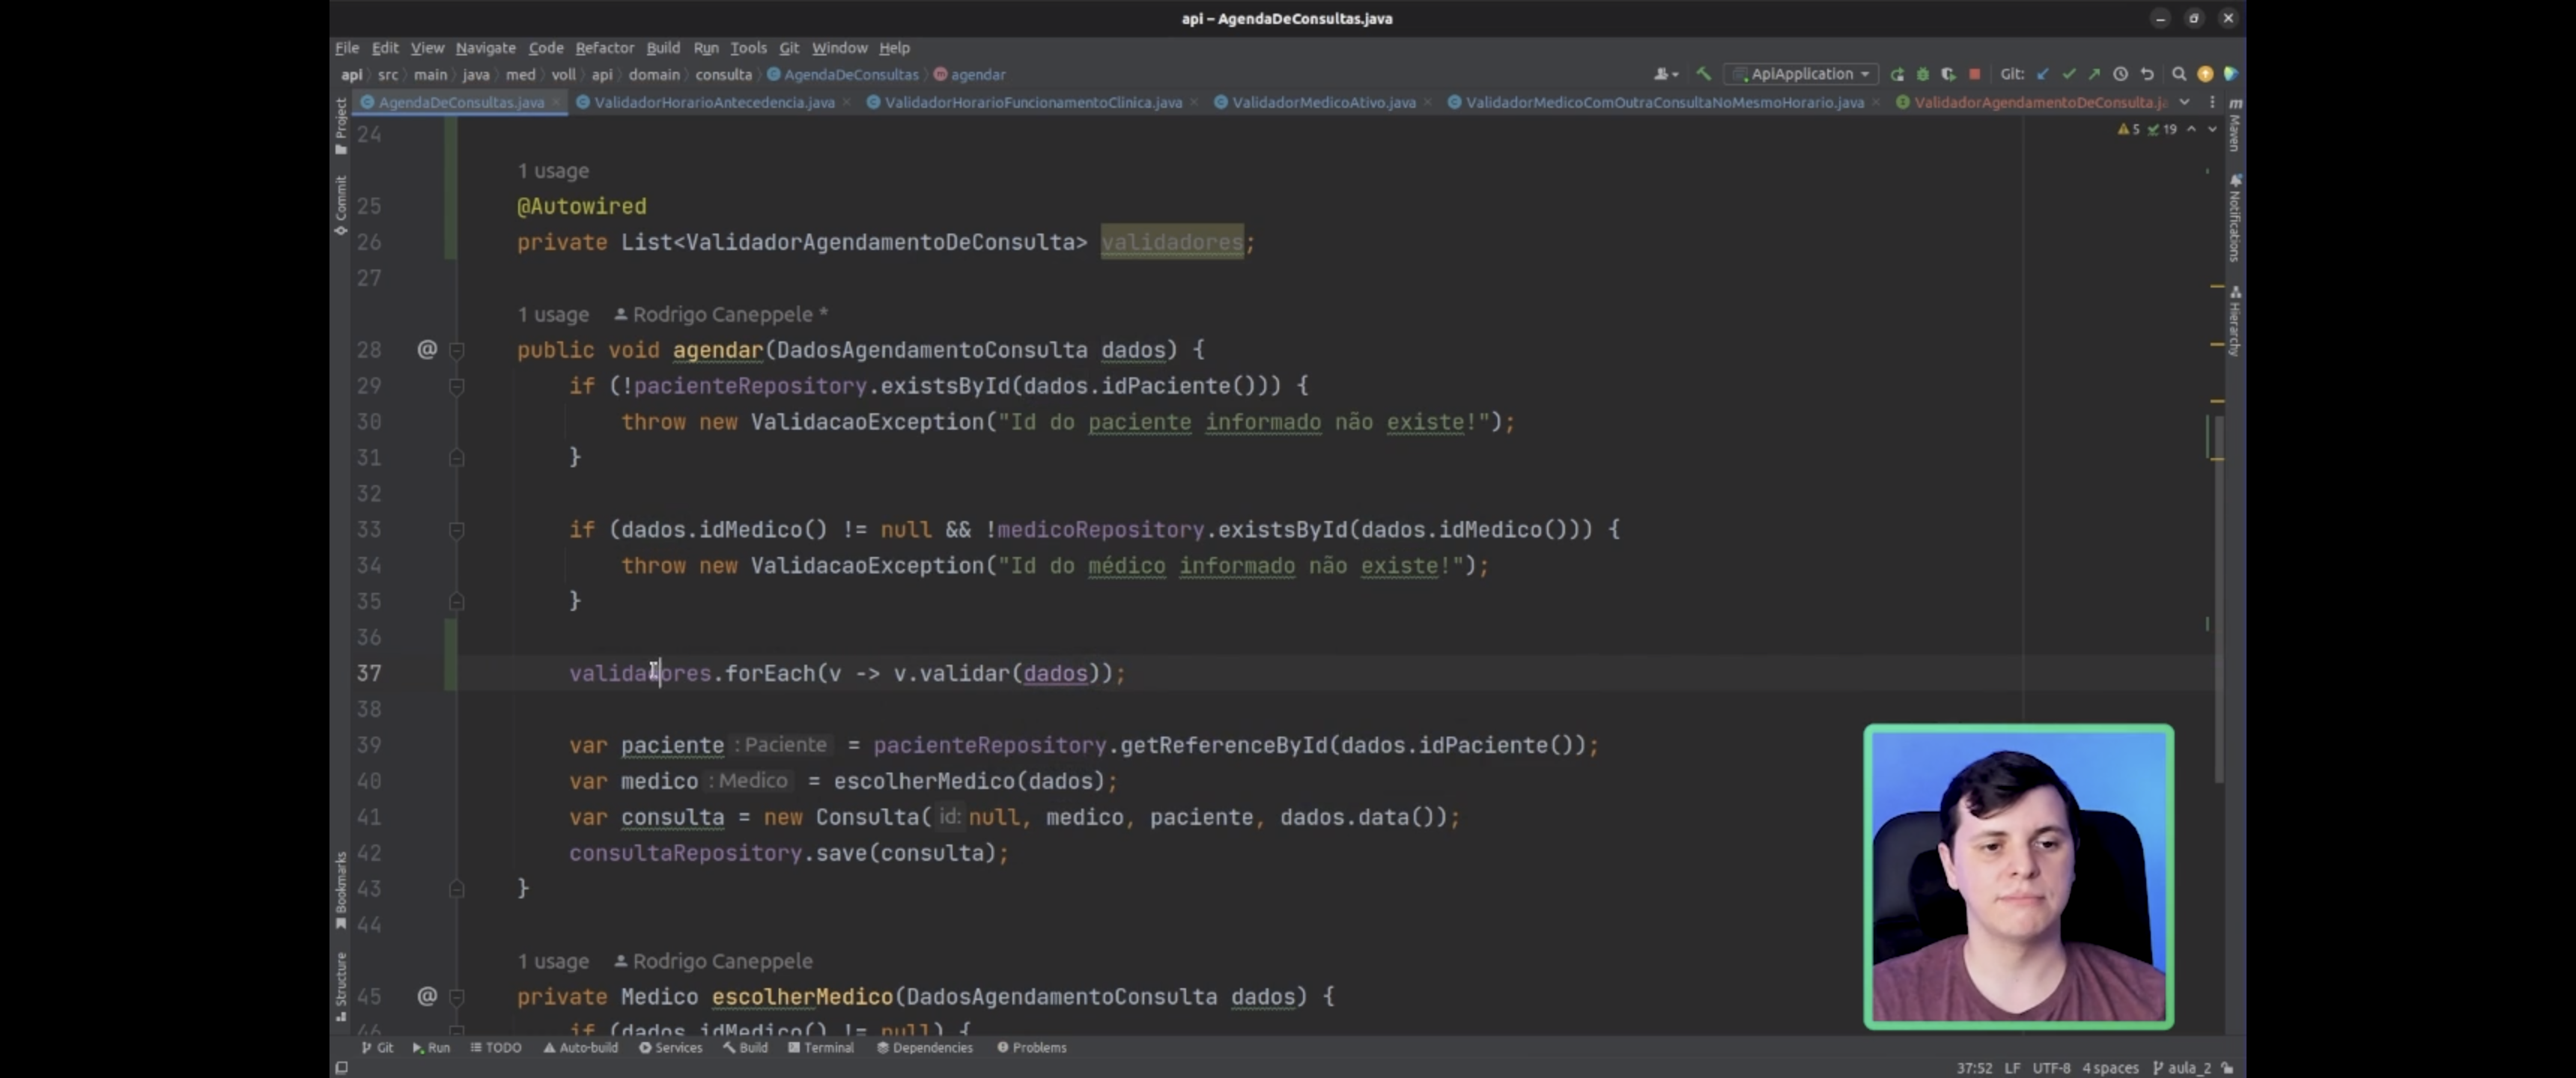 api – AgendaDeConsultas.java
File Edit View Navigate Code Refactor Build Run Tools Git Window Help
api src main java med voll api domain consulta AgendaDeConsultas agendar
ApiApplication Git:
AgendaDeConsultas.java ValidadorHorarioAntecedencia.java ValidadorHorarioFuncionamentoClinica.java ValidadorMedicoAtivo.java ValidadorMedicoComOutraConsultaNoMesmoHorario.java ValidadorAgendamentoDeConsulta.ja
5 19
Project
Commit
Bookmarks
Structure
Maven
Notifications
Hierarchy
24
1 usage
25 @Autowired
26 private List<ValidadorAgendamentoDeConsulta> validadores;
27
1 usage Rodrigo Caneppele *
28 @ public void agendar(DadosAgendamentoConsulta dados) {
29 if (!pacienteRepository.existsById(dados.idPaciente())) {
30 throw new ValidacaoException("Id do paciente informado não existe!");
31 }
32
33 if (dados.idMedico() != null && !medicoRepository.existsById(dados.idMedico())) {
34 throw new ValidacaoException("Id do médico informado não existe!");
35 }
36
37 validadores.forEach(v -> v.validar(dados));
38
39 var paciente : Paciente = pacienteRepository.getReferenceById(dados.idPaciente());
40 var medico : Medico = escolherMedico(dados);
41 var consulta = new Consulta( id: null, medico, paciente, dados.data());
42 consultaRepository.save(consulta);
43 }
44
1 usage Rodrigo Caneppele
45 @ private Medico escolherMedico(DadosAgendamentoConsulta dados) {
46 if (dados.idMedico() != null) {
Git Run TODO Auto-build Services Build Terminal Dependencies Problems
37:52 LF UTF-8 4 spaces aula_2